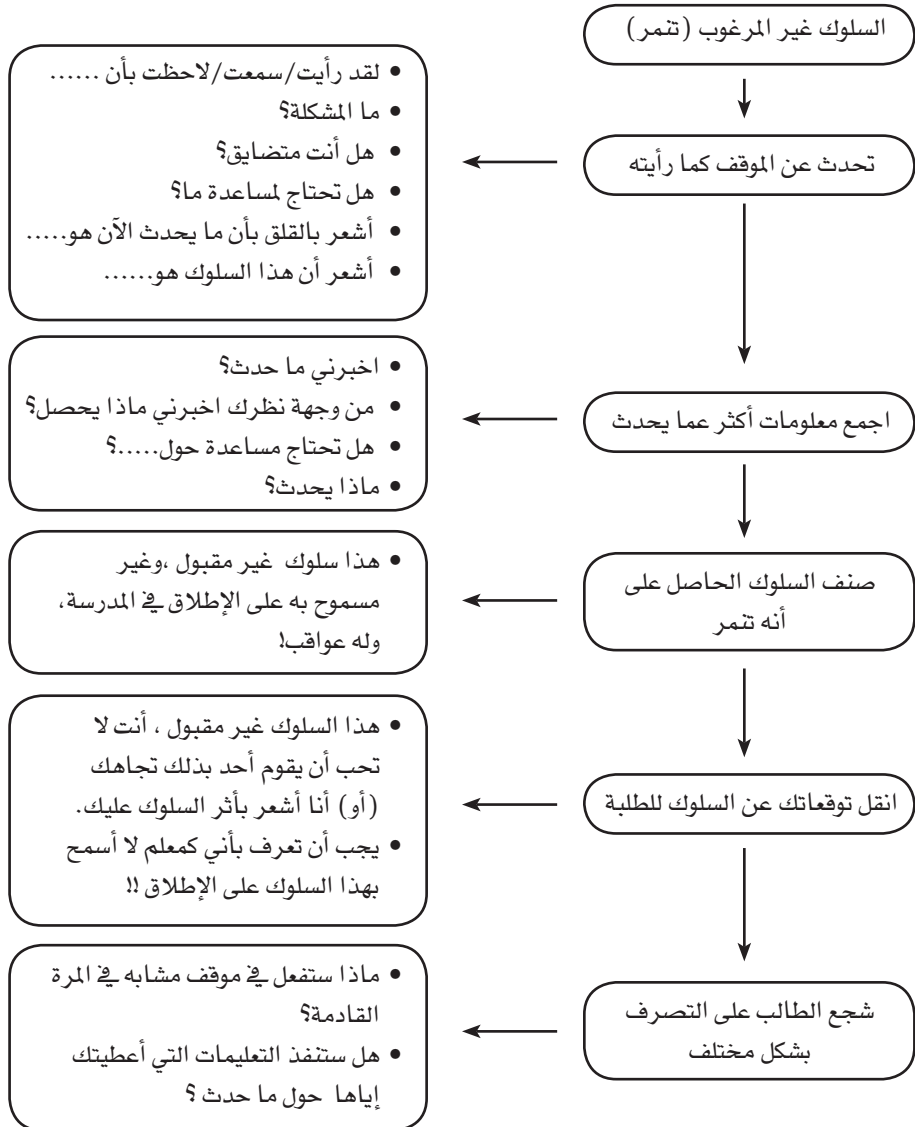 السلوك غير المرغوب (تنمر)
تحدث عن الموقف كما رأيته
• لقد رأيت/سمعت/لاحظت بأن ......
• ما المشكلة؟
• هل أنت متضايق؟
• هل تحتاج لمساعدة ما؟
• أشعر بالقلق بأن ما يحدث الآن هو.....
• أشعر أن هذا السلوك هو......
اجمع معلومات أكثر عما يحدث
• اخبرني ما حدث؟
• من وجهة نظرك اخبرني ماذا يحصل؟
• هل تحتاج مساعدة حول.....؟
• ماذا يحدث؟
صنف السلوك الحاصل على
أنه تنمر
• هذا سلوك غير مقبول ،وغير
مسموح به على الإطلاق في المدرسة،
وله عواقب!
انقل توقعاتك عن السلوك للطلبة
• هذا السلوك غير مقبول ، أنت لا
تحب أن يقوم أحد بذلك تجاهك
(أو) أنا أشعر بأثر السلوك عليك.
• يجب أن تعرف بأني كمعلم لا أسمح
بهذا السلوك على الإطلاق !!
شجع الطالب على التصرف
بشكل مختلف
• ماذا ستفعل في موقف مشابه في المرة
القادمة؟
• هل ستنفذ التعليمات التي أعطيتك
إياها حول ما حدث ؟